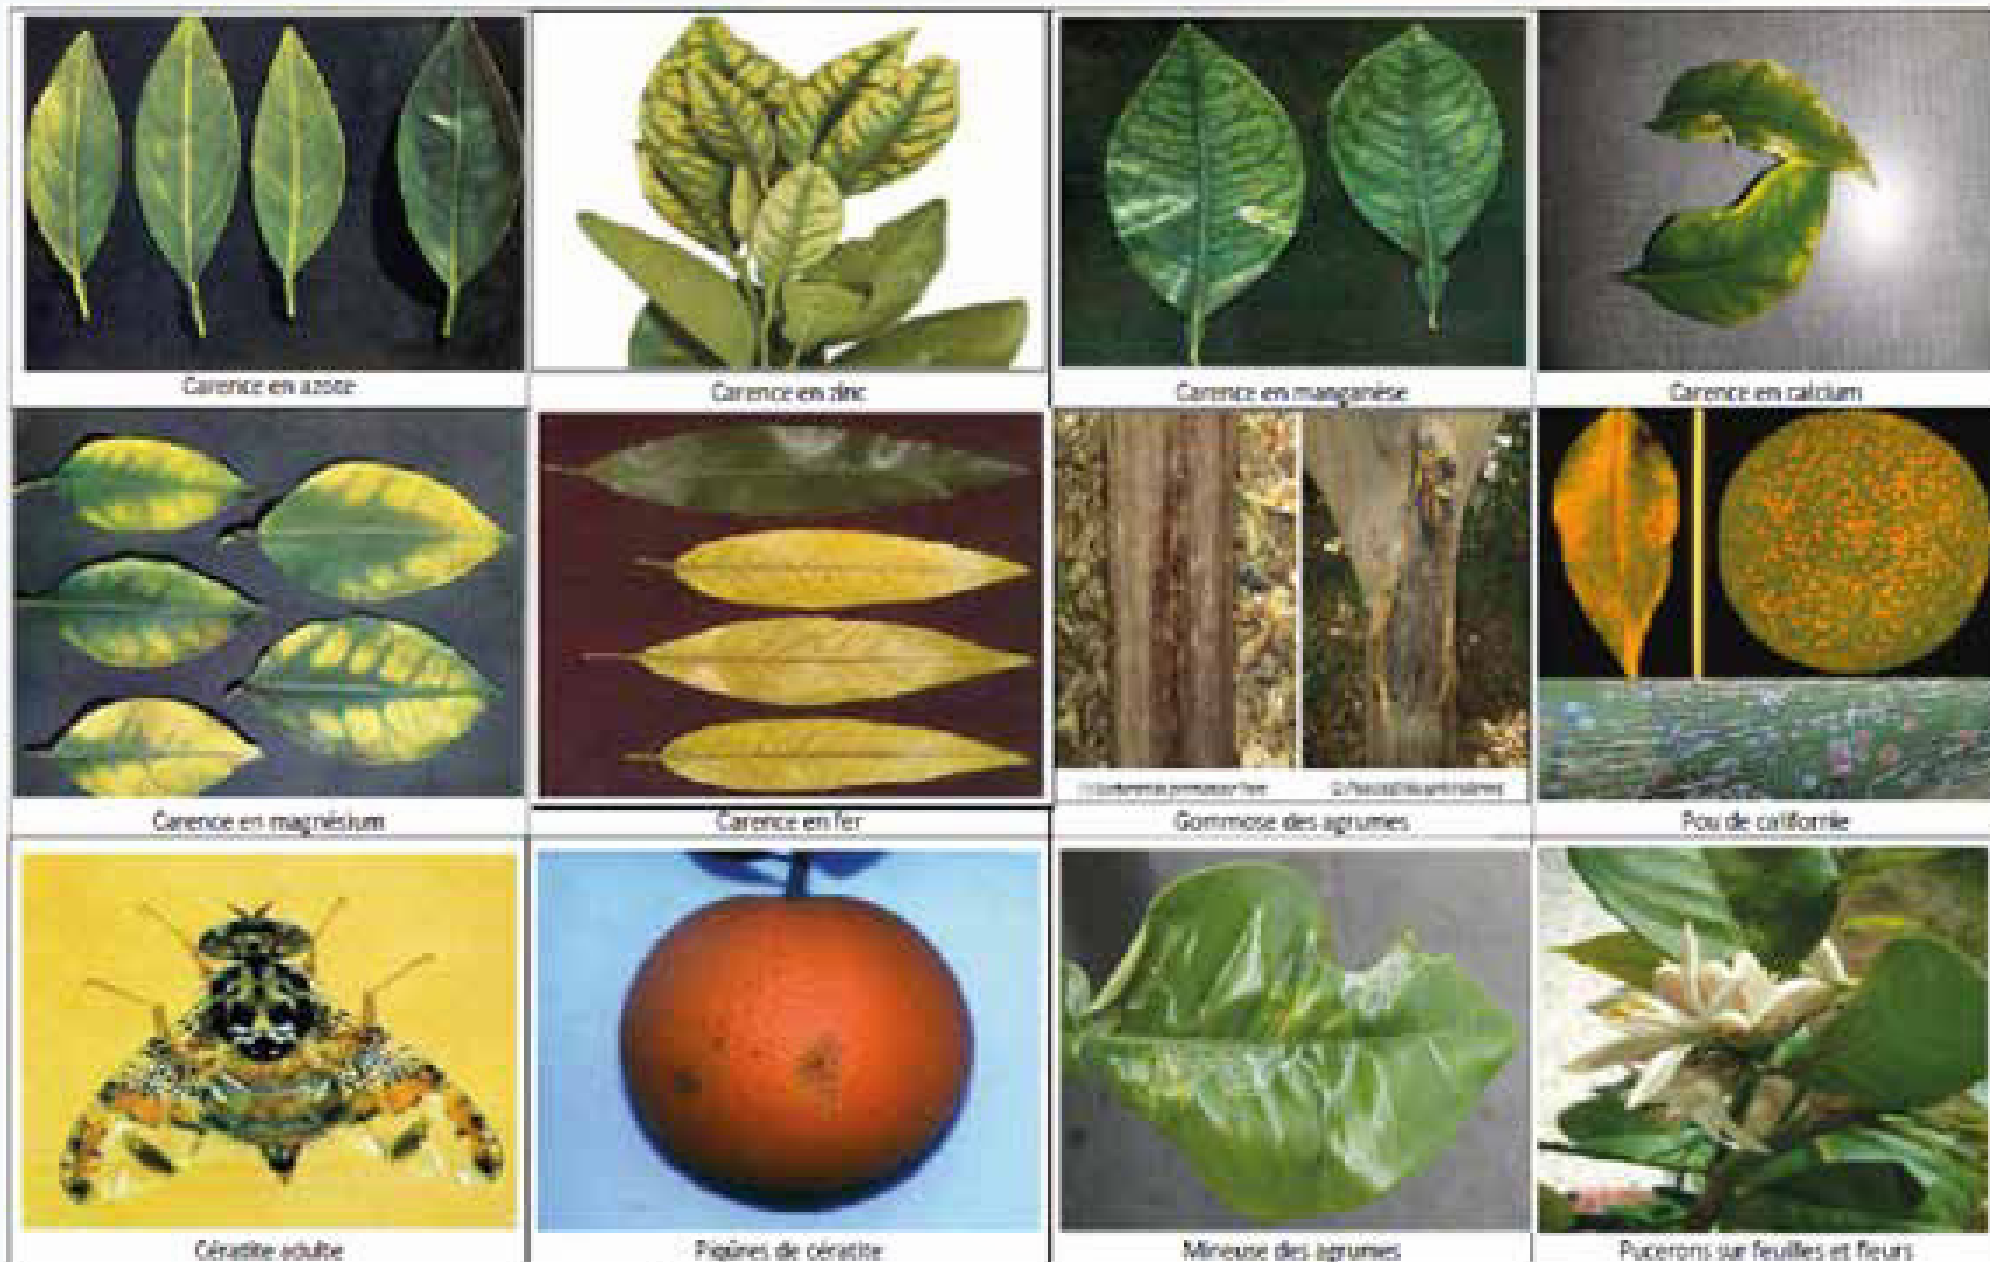 Carence en azote
Carence en zinc
Carence en manganèse
Carence en calcium
Carence en magnésium
Carence en fer
Gommose des agrumes
Pou de californie
Cératite adulte
Piqûres de cératite
Mineuse des agrumes
Pucerons sur feuilles et fleurs